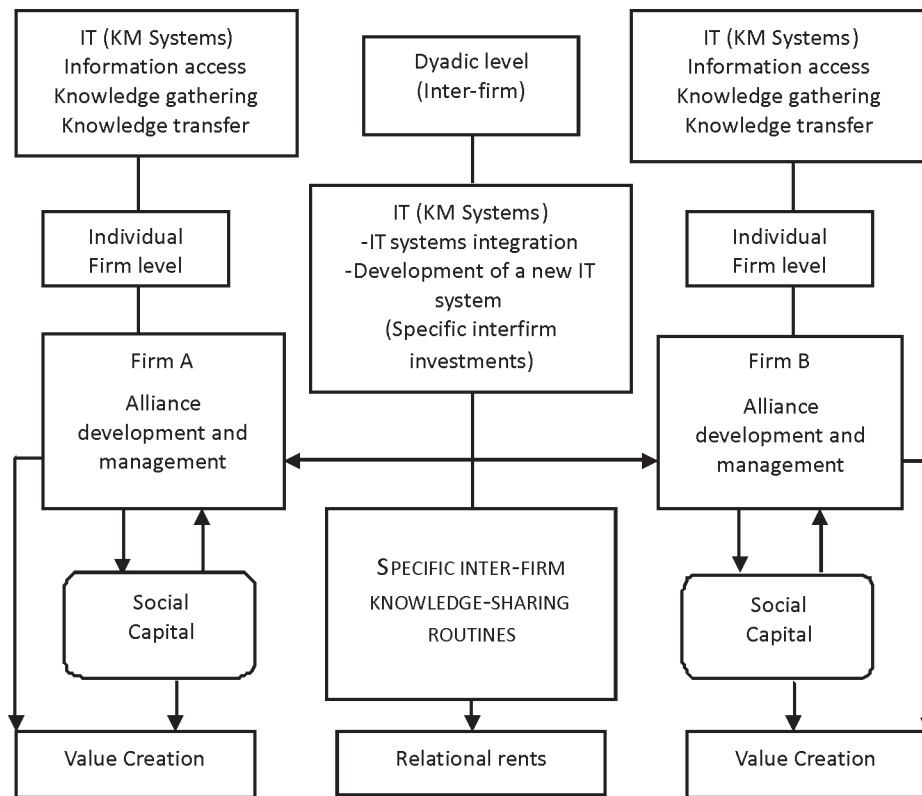 IT (KM Systems)
Information access
Knowledge gathering
Knowledge transfer
Dyadic level
(Inter-firm)
IT (KM Systems)
Information access
Knowledge gathering
Knowledge transfer
Individual
Firm level
IT (KM Systems)
-IT systems integration
-Development of a new IT
system
(Specific interfirm
investments)
Individual
Firm level
Firm A
Alliance
development and
management
Firm B
Alliance
development and
management
Social
Capital
SPECIFIC INTER-FIRM
KNOWLEDGE-SHARING
ROUTINES
Social
Capital
Value Creation
Relational rents
Value Creation